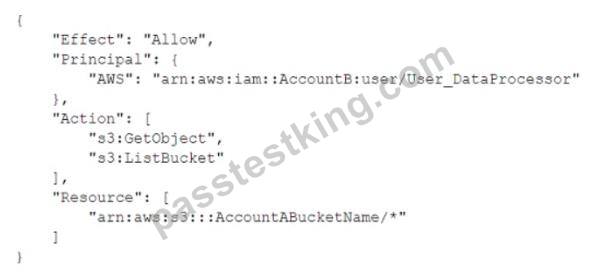 {
"Effect": "Allow",
"Principal": {
"AWS": "arn:aws:iam::AccountB:user/User_DataProcessor"
},
"Action": [
"s3:GetObject",
"s3:ListBucket"
],
"Resource": [
"arn:aws:s3:::AccountABucketName/*"
]
}
passtestking.com